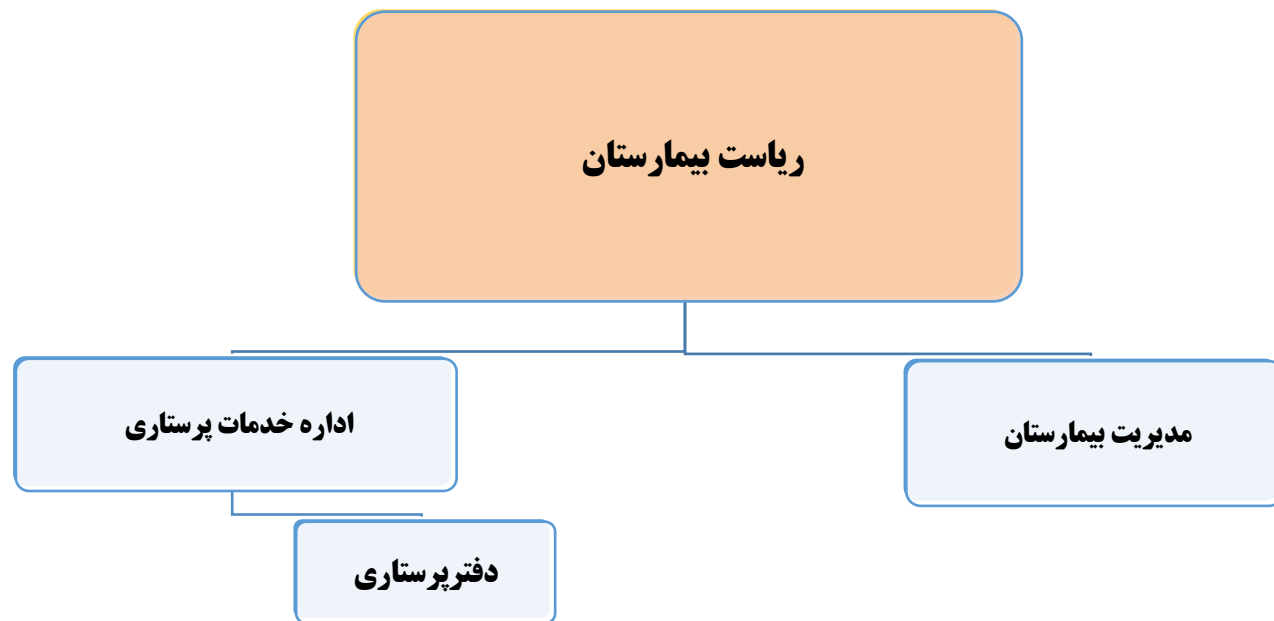 ریاست بیمارستان
مدیریت بیمارستان
اداره خدمات پرستاری
دفترپرستاری